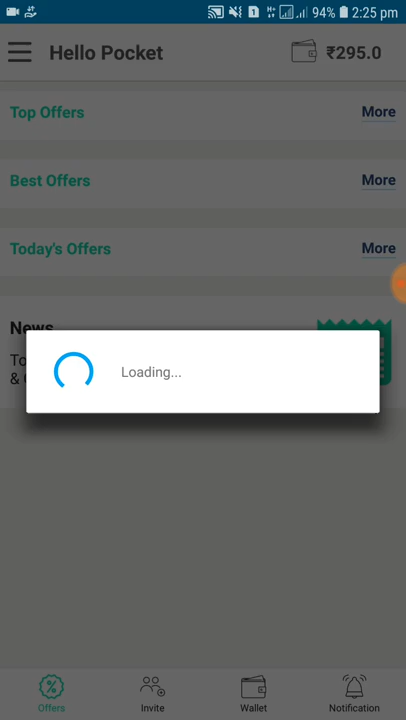 94% 2:25 pm
Hello Pocket ₹295.0
Top Offers More
Best Offers More
Today's Offers More
News
To
&
Loading...
Offers Invite Wallet Notification